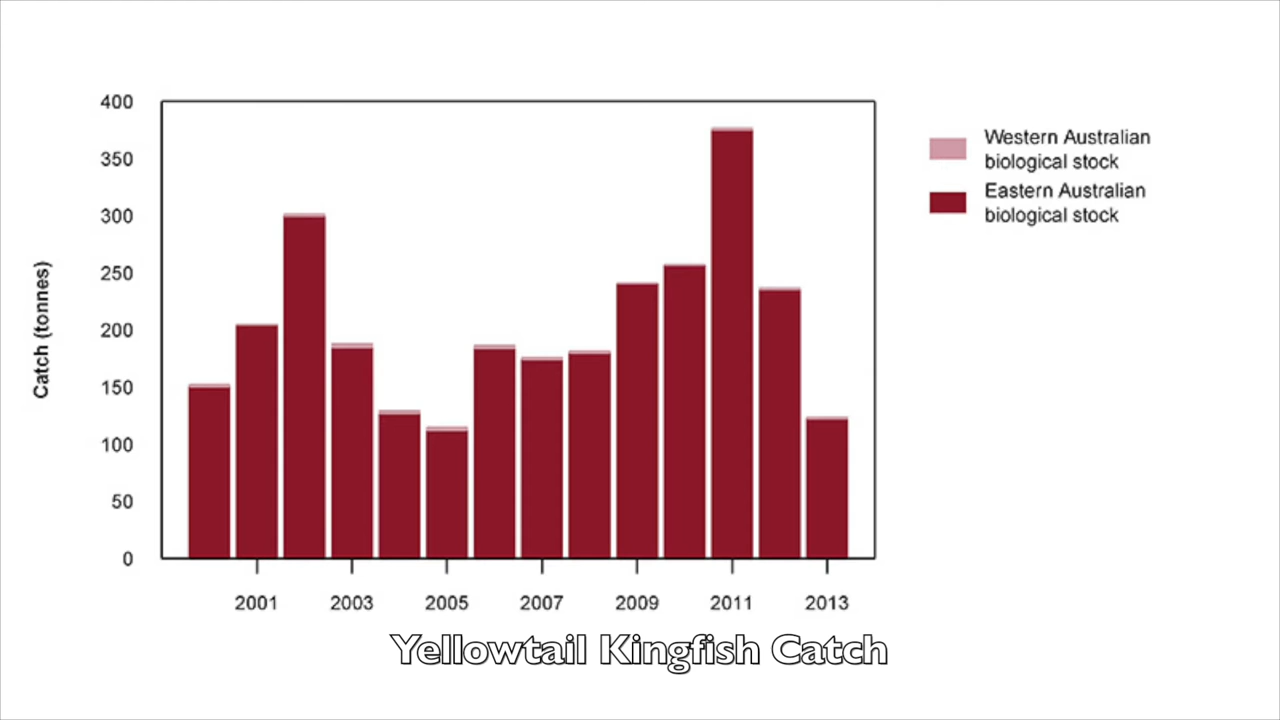 400
350
300
250
200
150
100
50
0
Catch (tonnes)
2001 2003 2005 2007 2009 2011 2013
Western Australian
biological stock
Eastern Australian
biological stock
Yellowtail Kingfish Catch